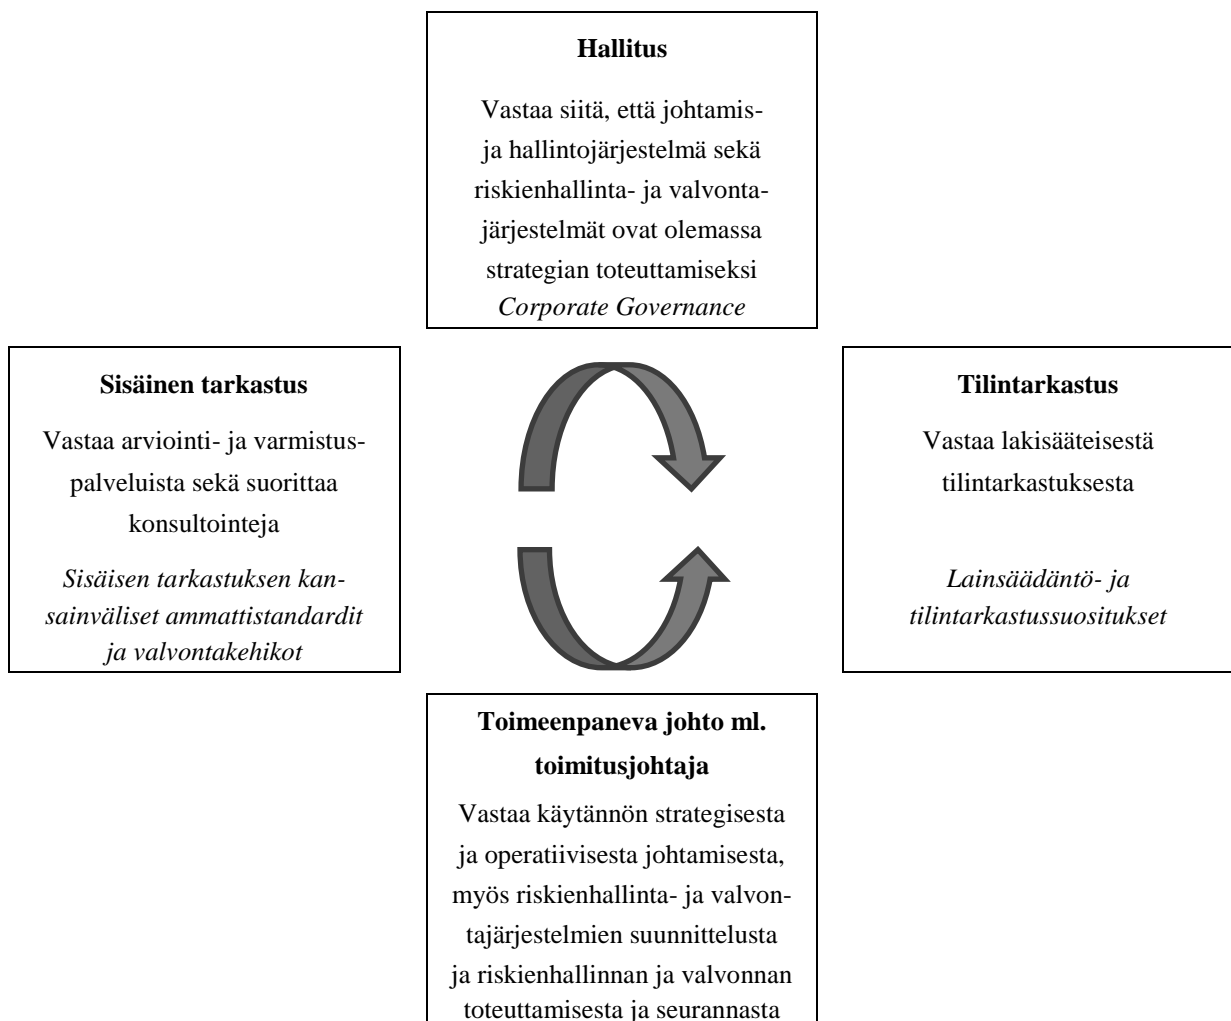 Hallitus
Vastaa siitä, että johtamis-
ja hallintojärjestelmä sekä
riskienhallinta- ja valvonta-
järjestelmät ovat olemassa
strategian toteuttamiseksi
Corporate Governance
Sisäinen tarkastus
Vastaa arviointi- ja varmistus-
palveluista sekä suorittaa
konsultointeja
Sisäisen tarkastuksen kan-
sainväliset ammattistandardit
ja valvontakehikot
Tilintarkastus
Vastaa lakisääteisestä
tilintarkastuksesta
Lainsäädäntö- ja
tilintarkastussuositukset
Toimeenpaneva johto ml.
toimitusjohtaja
Vastaa käytännön strategisesta
ja operatiivisesta johtamisesta,
myös riskienhallinta- ja valvon-
tajärjestelmien suunnittelusta
ja riskienhallinnan ja valvonnan
toteuttamisesta ja seurannasta